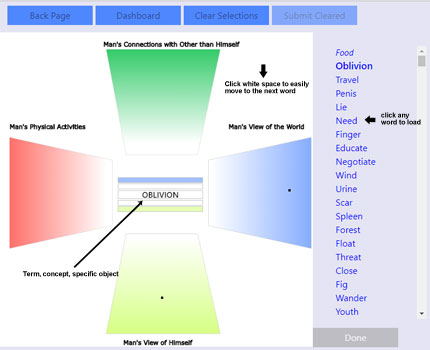 Back Page
Dashboard
Clear Selections
Submit Cleared
Man's Connections with Other than Himself
Click white space to easily
move to the next word
Man's Physical Activities
Man's View of the World
OBLIVION
Term, concept, specific object
Man's View of Himself
Food
Oblivion
Travel
Penis
Lie
Need
click any
word to load
Finger
Educate
Negotiate
Wind
Urine
Scar
Spleen
Forest
Float
Threat
Close
Fig
Wander
Youth
Done